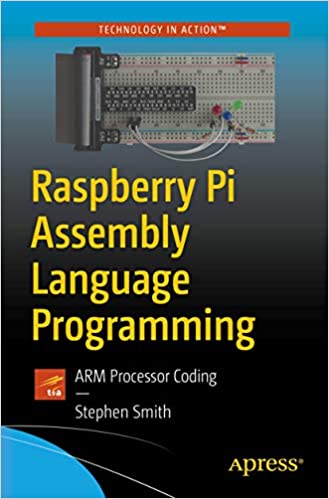 TECHNOLOGY IN ACTION™
Raspberry Pi
Assembly
Language
Programming
tia
ARM Processor Coding
—
Stephen Smith
Apress®